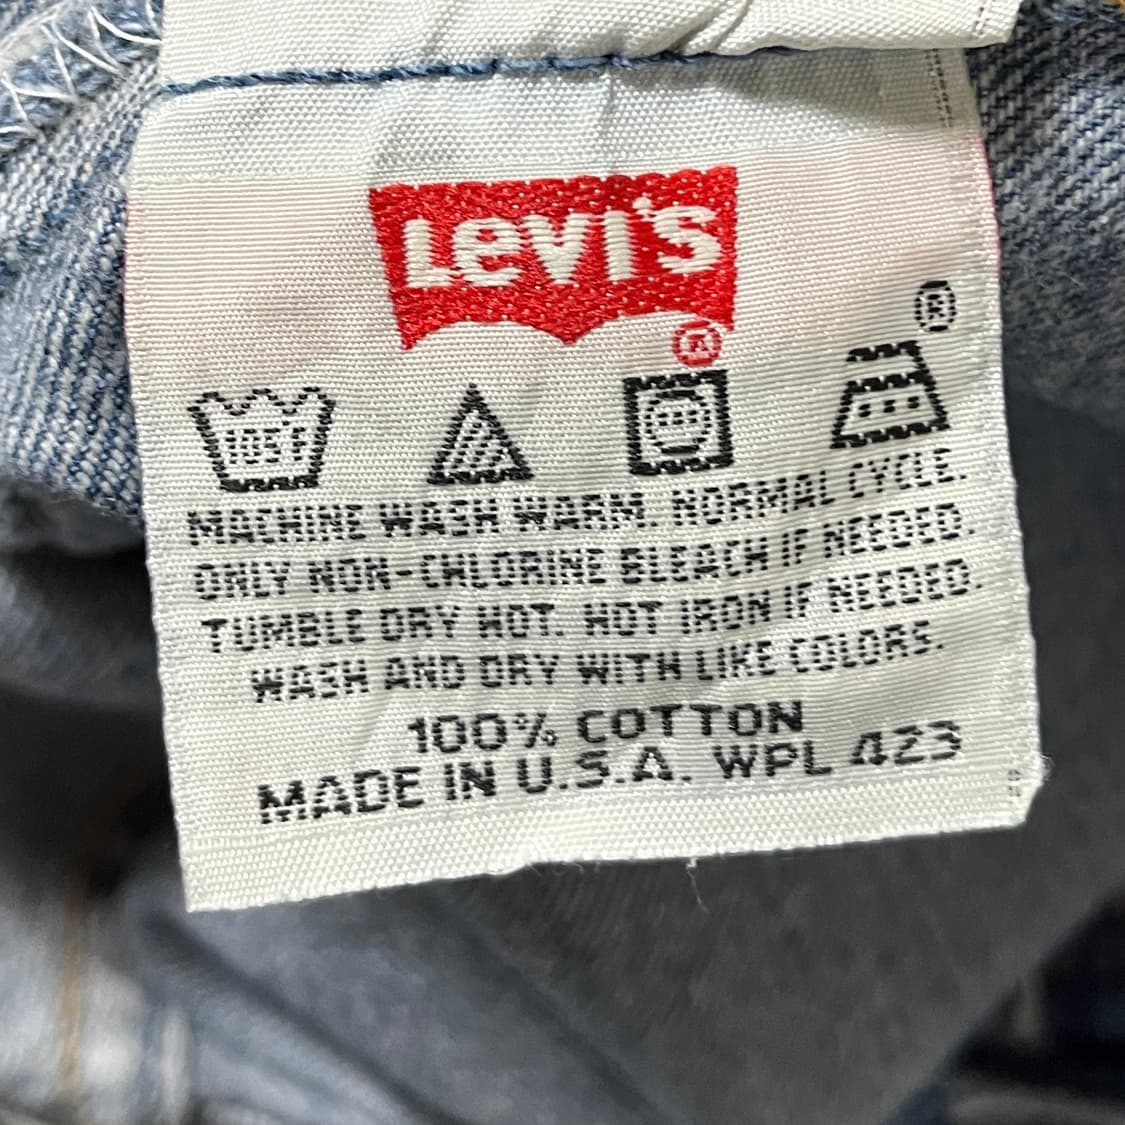 Levi's
®
®
105°F
MACHINE WASH WARM. NORMAL CYCLE.
ONLY NON-CHLORINE BLEACH IF NEEDED.
TUMBLE DRY HOT. HOT IRON IF NEEDED.
WASH AND DRY WITH LIKE COLORS.
100% COTTON
MADE IN U.S.A. WPL 423